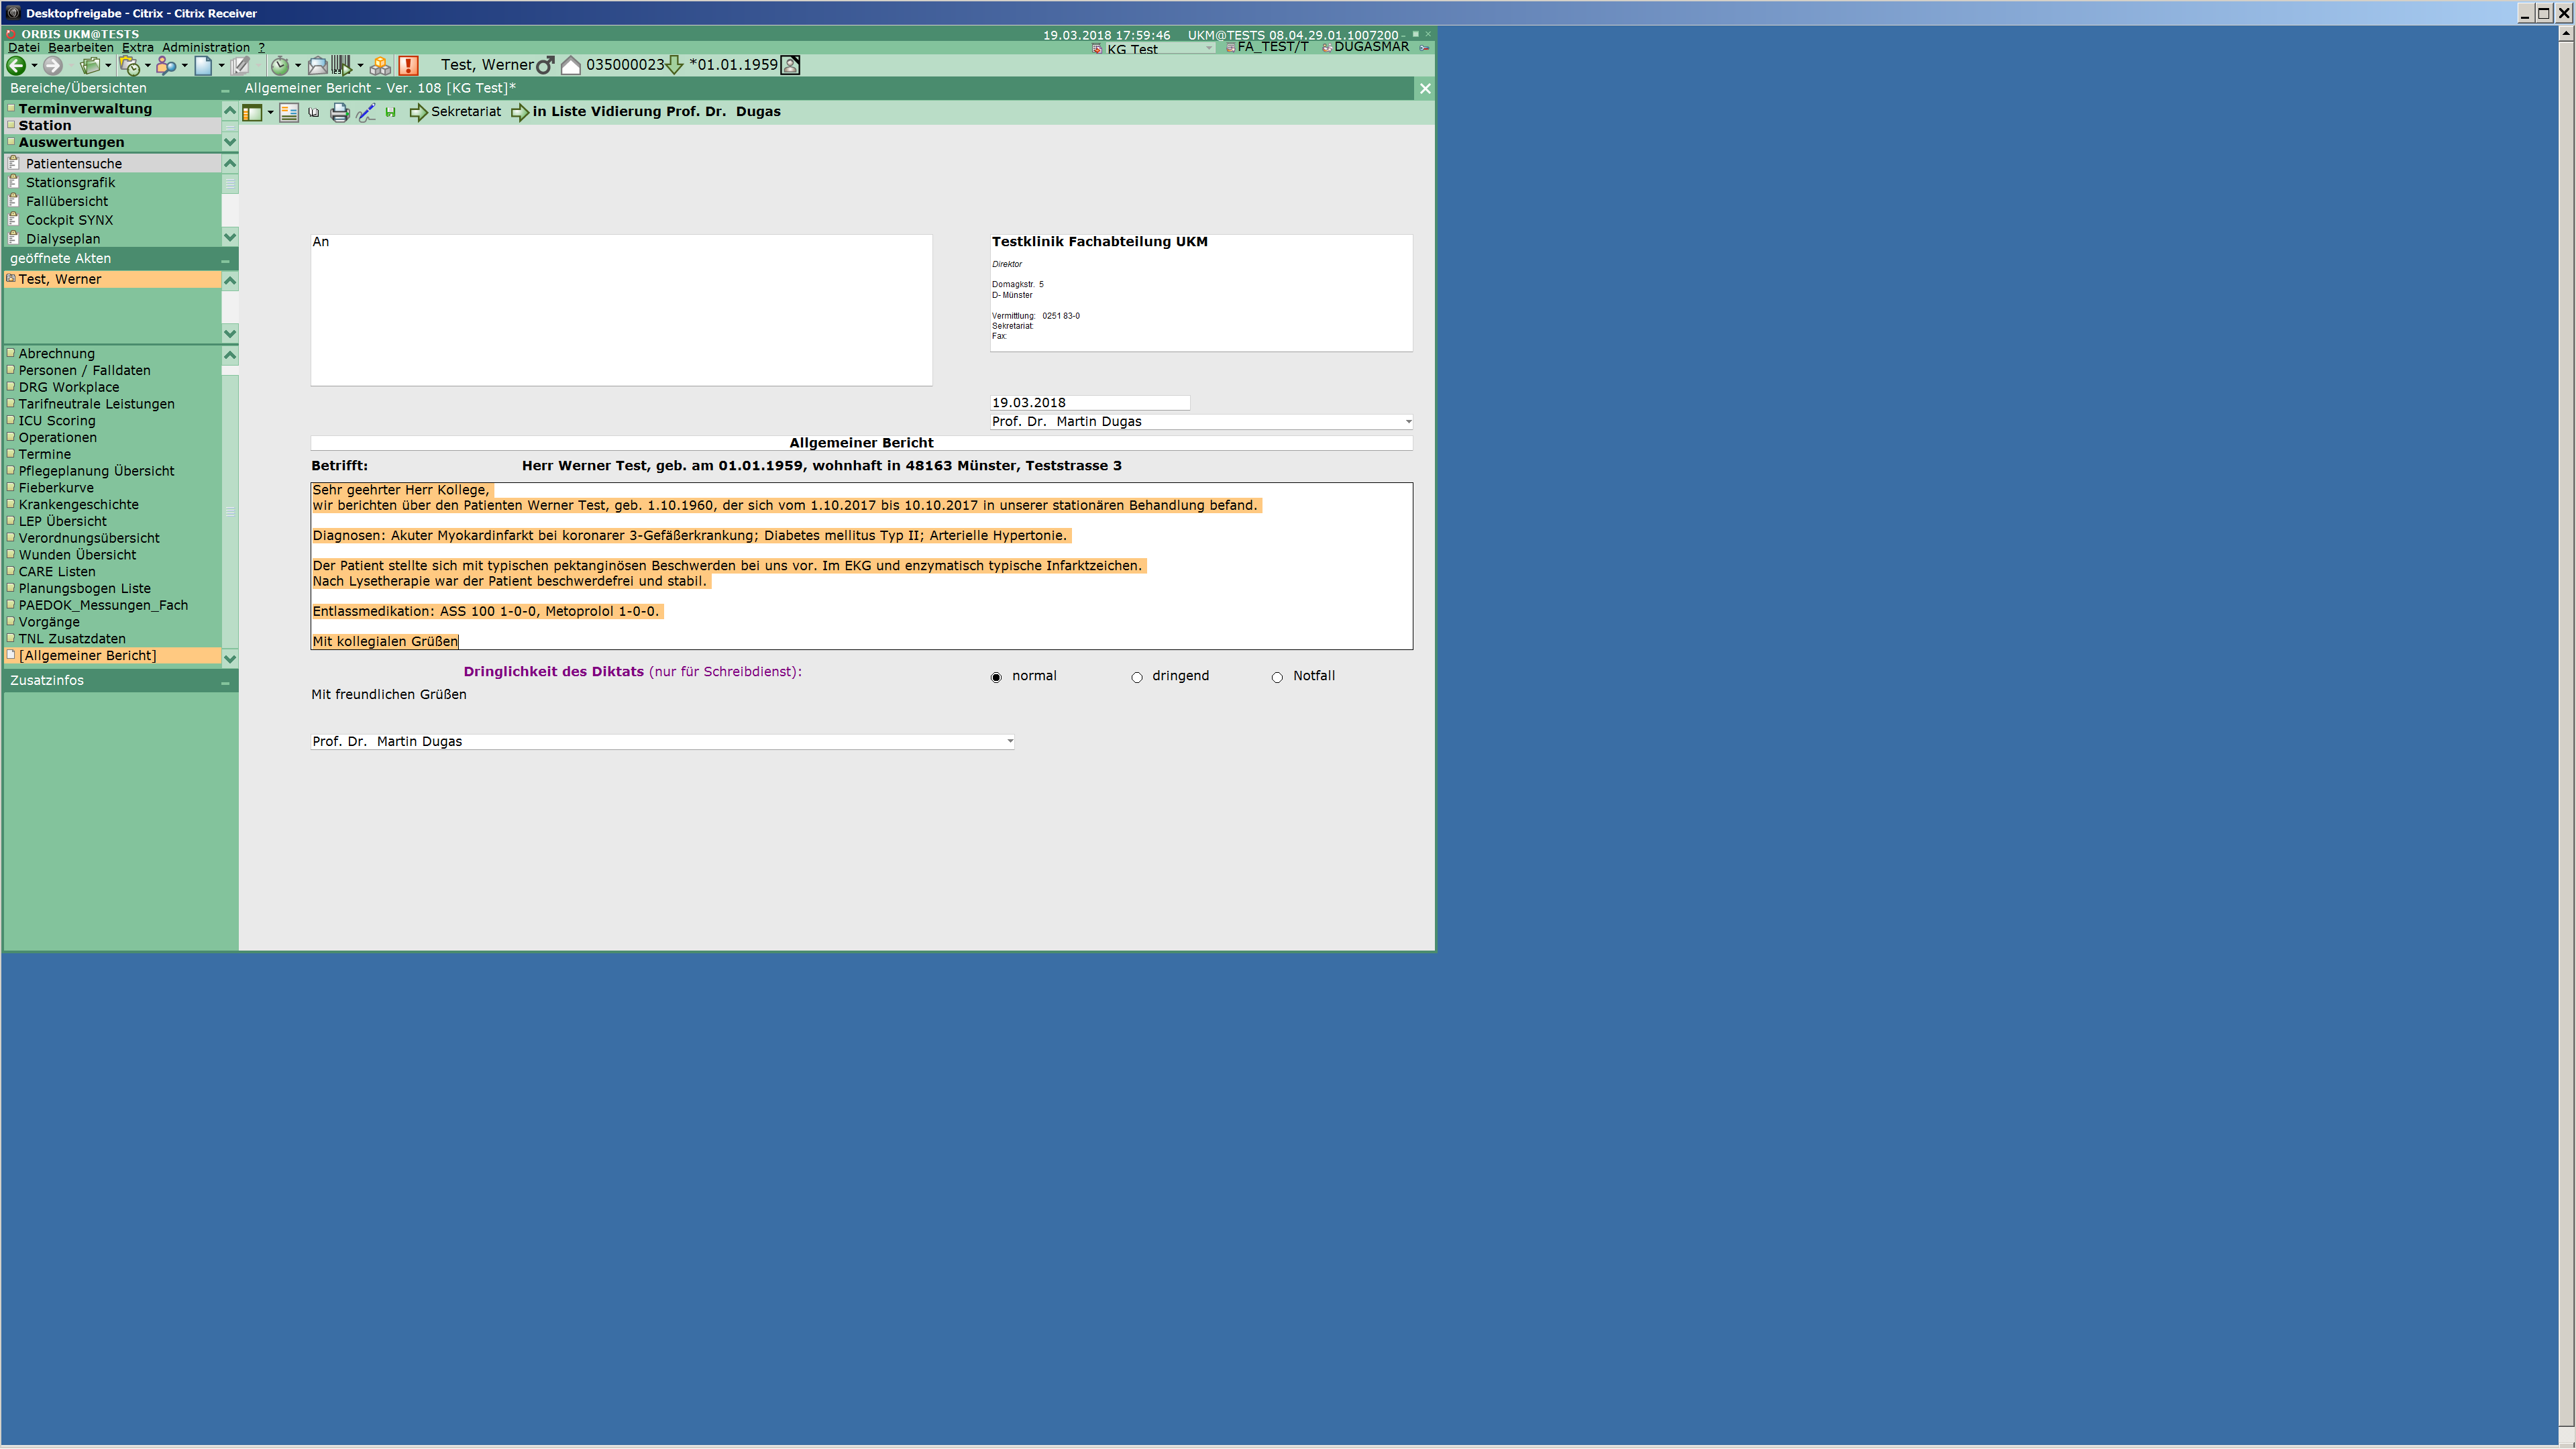 Desktopfreigabe - Citrix - Citrix Receiver
ORBIS UKM@TESTS
19.03.2018 17:59:46 UKM@TESTS 08.04.29.01.1007200
Datei Bearbeiten Extra Administration ?
KG Test FA_TEST/T DUGASMAR
Test, Werner 035000023 *01.01.1959
Bereiche/Übersichten
Allgemeiner Bericht - Ver. 108 [KG Test]*
Sekretariat in Liste Vidierung Prof. Dr. Dugas
Terminverwaltung
Station
Auswertungen
Patientensuche
Stationsgrafik
Fallübersicht
Cockpit SYNX
Dialyseplan
geöffnete Akten
Test, Werner
Abrechnung
Personen / Falldaten
DRG Workplace
Tarifneutrale Leistungen
ICU Scoring
Operationen
Termine
Pflegeplanung Übersicht
Fieberkurve
Krankengeschichte
LEP Übersicht
Verordnungsübersicht
Wunden Übersicht
CARE Listen
Planungsbogen Liste
PAEDOK_Messungen_Fach
Vorgänge
TNL Zusatzdaten
[Allgemeiner Bericht]
Zusatzinfos
An
Testklinik Fachabteilung UKM
Direktor
Domagkstr. 5
D- Münster
Vermittlung: 0251 83-0
Sekretariat:
Fax:
19.03.2018
Prof. Dr. Martin Dugas
Allgemeiner Bericht
Betrifft: Herr Werner Test, geb. am 01.01.1959, wohnhaft in 48163 Münster, Teststrasse 3
Sehr geehrter Herr Kollege,
wir berichten über den Patienten Werner Test, geb. 1.10.1960, der sich vom 1.10.2017 bis 10.10.2017 in unserer stationären Behandlung befand.
Diagnosen: Akuter Myokardinfarkt bei koronarer 3-Gefäßerkrankung; Diabetes mellitus Typ II; Arterielle Hypertonie.
Der Patient stellte sich mit typischen pektanginösen Beschwerden bei uns vor. Im EKG und enzymatisch typische Infarktzeichen.
Nach Lysetherapie war der Patient beschwerdefrei und stabil.
Entlassmedikation: ASS 100 1-0-0, Metoprolol 1-0-0.
Mit kollegialen Grüßen
Dringlichkeit des Diktats (nur für Schreibdienst): normal dringend Notfall
Mit freundlichen Grüßen
Prof. Dr. Martin Dugas